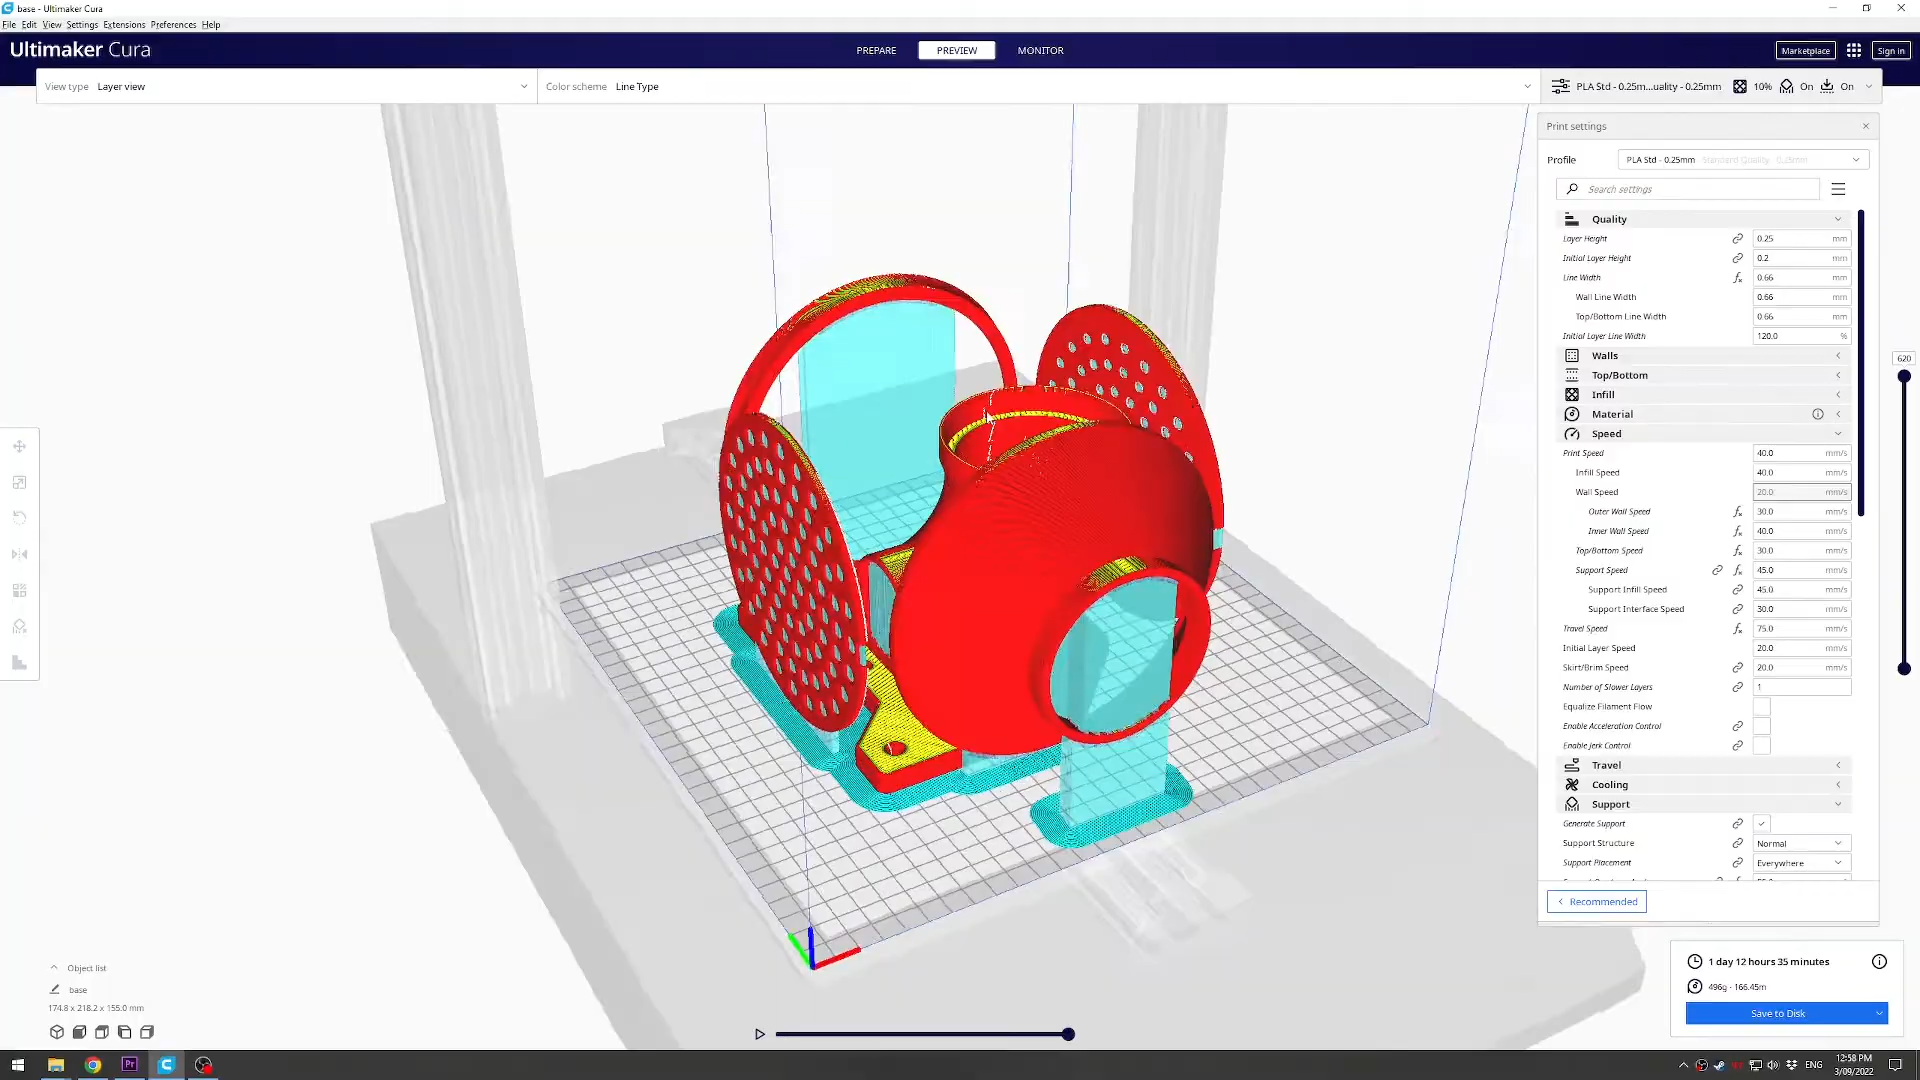 base - Ultimaker Cura
File Edit View Settings Extensions Preferences Help
Ultimaker Cura
PREPARE PREVIEW MONITOR
Marketplace Sign in
View type Layer view
Color scheme Line Type
PLA Std - 0.25m...uality - 0.25mm 10% On On
Print settings
Profile PLA Std - 0.25mm Standard Quality - 0.25mm
Search settings
Quality
Layer Height 0.25 mm
Initial Layer Height 0.2 mm
Line Width 0.66 mm
Wall Line Width 0.66 mm
Top/Bottom Line Width 0.66 mm
Initial Layer Line Width 120.0 %
Walls
Top/Bottom
Infill
Material
Speed
Print Speed 40.0 mm/s
Infill Speed 40.0 mm/s
Wall Speed 20.0 mm/s
Outer Wall Speed 30.0 mm/s
Inner Wall Speed 40.0 mm/s
Top/Bottom Speed 30.0 mm/s
Support Speed 45.0 mm/s
Support Infill Speed 45.0 mm/s
Support Interface Speed 30.0 mm/s
Travel Speed 75.0 mm/s
Initial Layer Speed 20.0 mm/s
Skirt/Brim Speed 20.0 mm/s
Number of Slower Layers 1
Equalize Filament Flow
Enable Acceleration Control
Enable Jerk Control
Travel
Cooling
Support
Generate Support
Support Structure Normal
Support Placement Everywhere
Recommended
620
Object list
base
174.8 x 218.2 x 155.0 mm
1 day 12 hours 35 minutes
496g · 166.45m
Save to Disk
Pr
ENG
12:58 PM
3/09/2022